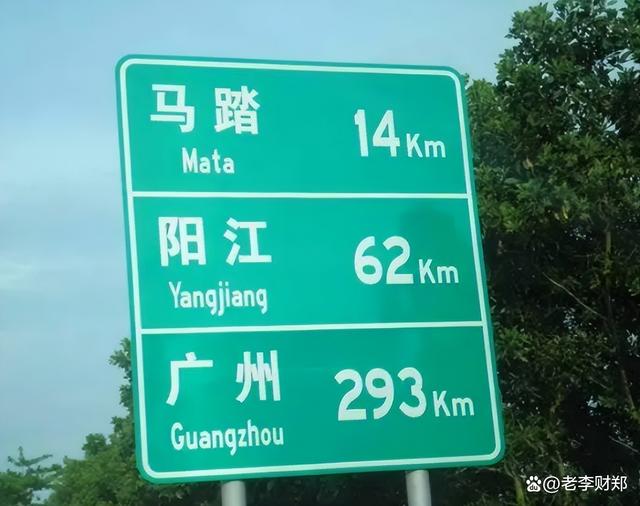 马踏 14Km
Mata
阳江 62Km
Yangjiang
广州 293Km
Guangzhou
@老李财郑